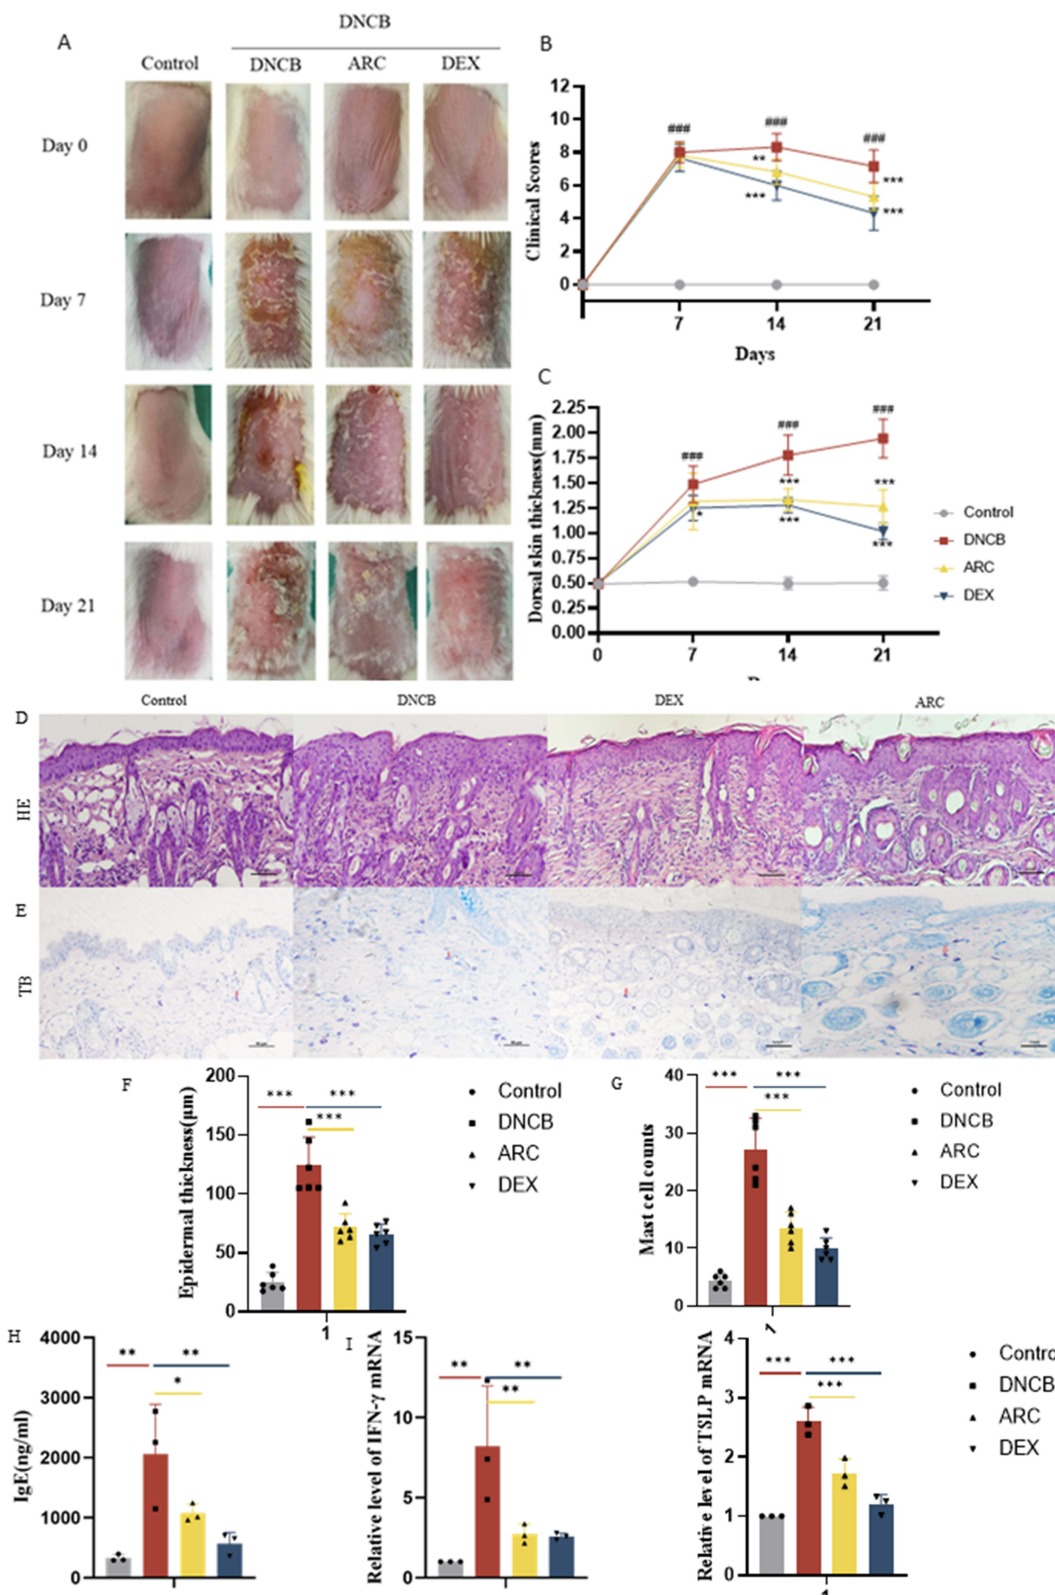 DNCB
A
Control DNCB ARC DEX
Day 0
Day 7
Day 14
Day 21
B
Clinical Scores
12
10
8
6
4
2
0
### ### ###
** ***
*** ***
7 14 21
Days
C
Dorsal skin thickness(mm)
2.25
2.00
1.75
1.50
1.25
1.00
0.75
0.50
0.25
0.00
### ### ###
*** ***
* *** ***
0 7 14 21
Control
DNCB
ARC
DEX
Control DNCB DEX ARC
D
HE
E
TB
F
Epidermal thickness(μm)
200
150
100
50
0
*** ***
***
1
Control
DNCB
ARC
DEX
G
Mast cell counts
40
30
20
10
0
*** ***
***
1
Control
DNCB
ARC
DEX
H
IgE(ng/ml)
4000
3000
2000
1000
0
** **
*
I
Relative level of IFN-γ mRNA
15
10
5
0
** **
**
Relative level of TSLP mRNA
4
3
2
1
0
*** ***
***
Contro
DNCB
ARC
DEX